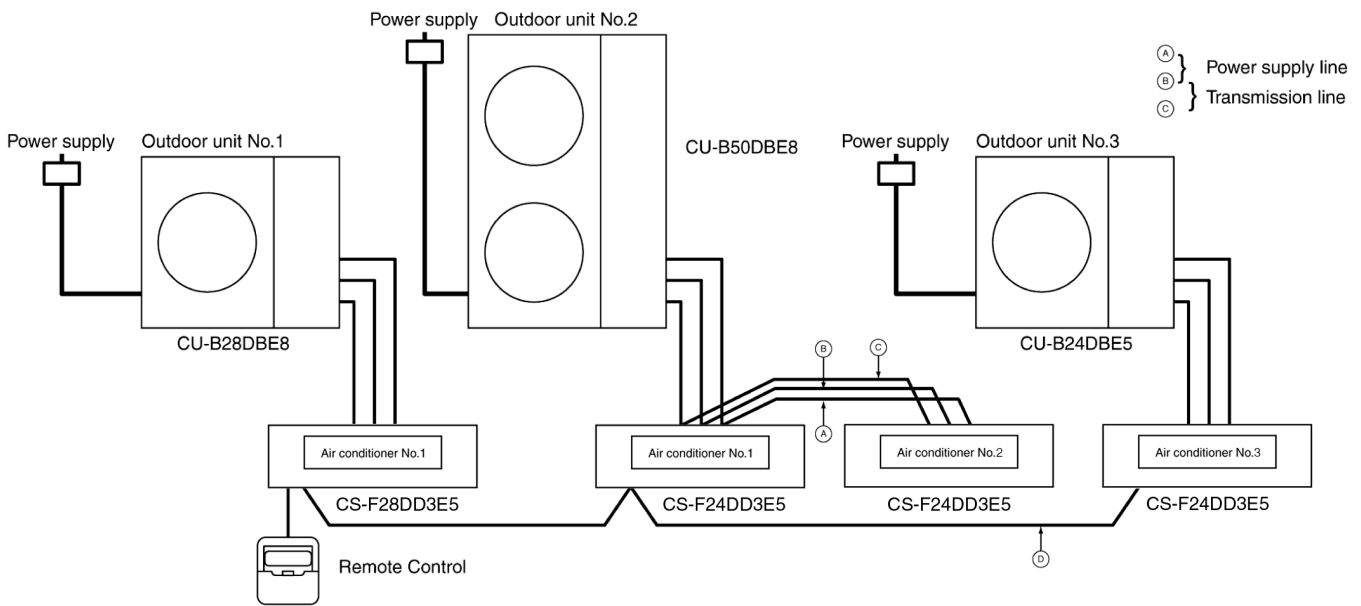 Power supply
Outdoor unit No.2
A
Power supply line
B
Transmission line
C
Power supply
Outdoor unit No.1
CU-B50DBE8
Power supply
Outdoor unit No.3
CU-B28DBE8
CU-B24DBE5
B
C
A
Air conditioner No.1
Air conditioner No.1
Air conditioner No.2
Air conditioner No.3
CS-F28DD3E5
CS-F24DD3E5
CS-F24DD3E5
CS-F24DD3E5
D
Remote Control